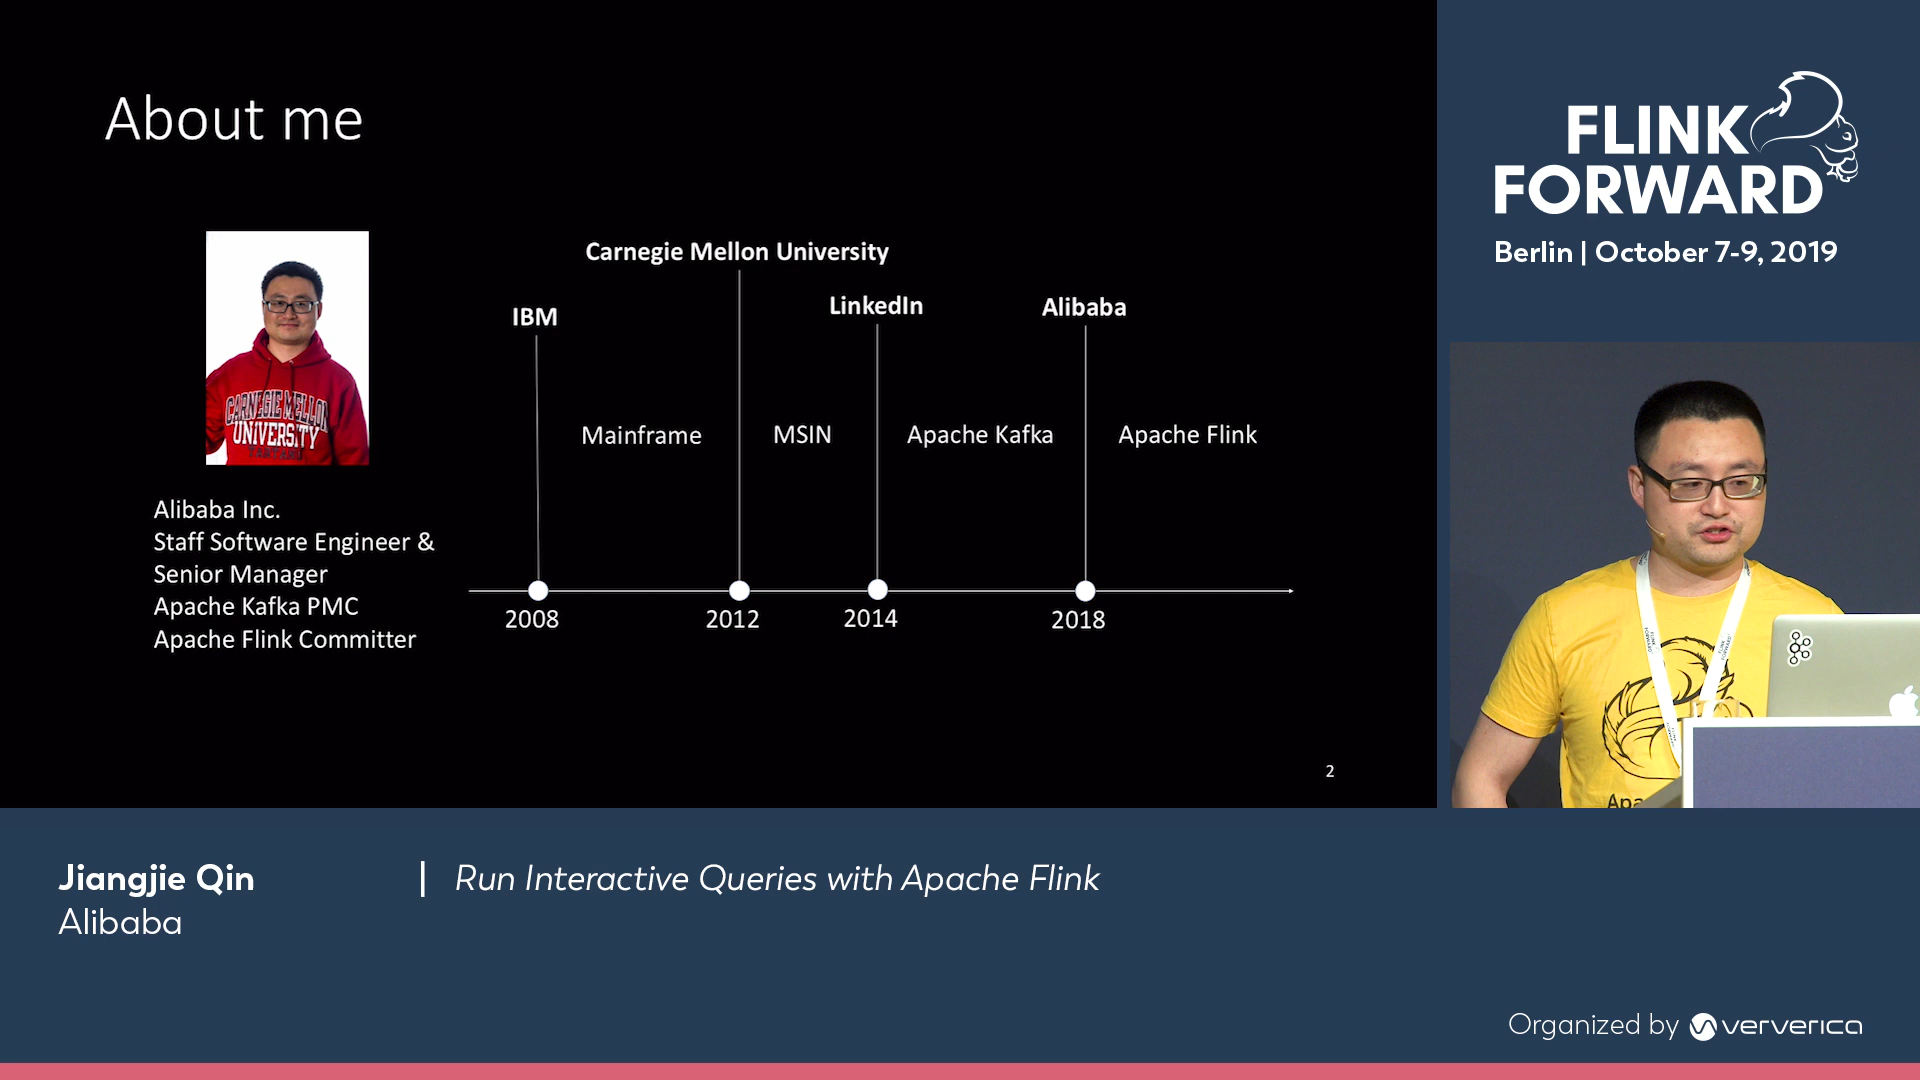 About me
CARNEGIE MELLON
UNIVERSITY
Alibaba Inc.
Staff Software Engineer &
Senior Manager
Apache Kafka PMC
Apache Flink Committer
Carnegie Mellon University
IBM
LinkedIn
Alibaba
Mainframe
MSIN
Apache Kafka
Apache Flink
2008
2012
2014
2018
2
FLINK
FORWARD
Berlin | October 7-9, 2019
Apa
Jiangjie Qin
Alibaba
| Run Interactive Queries with Apache Flink
Organized by ververica